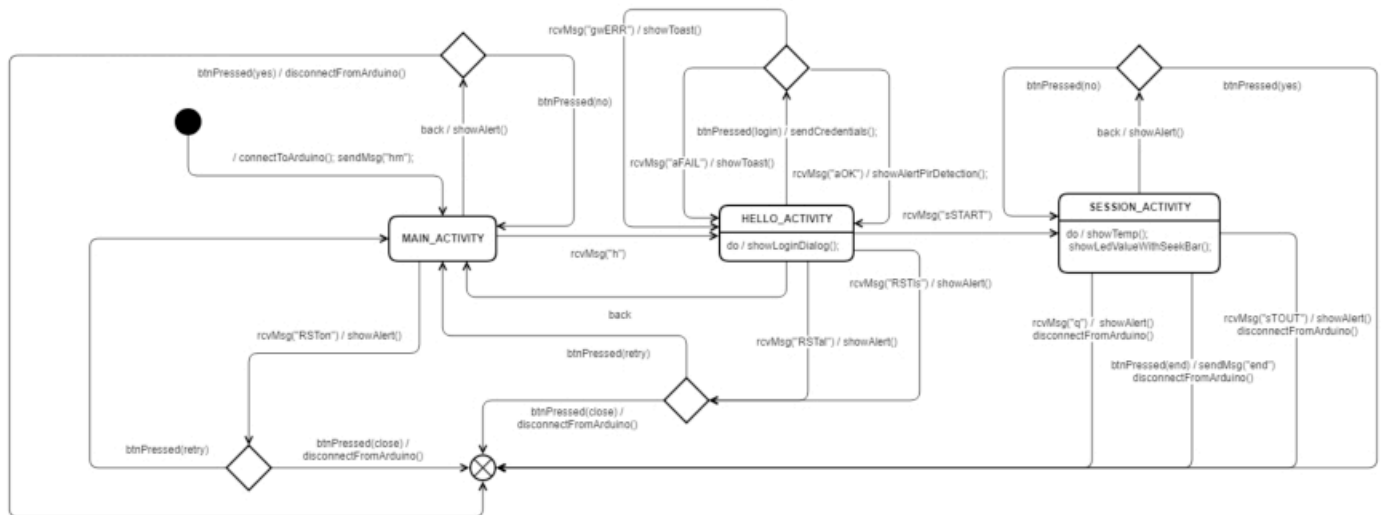 rcvMsg("gwERR") / showToast()
btnPressed(yes) / disconnectFromArduino()
btnPressed(no)
back / showAlert()
/ connectToArduino(); sendMsg("hm");
MAIN_ACTIVITY
rcvMsg("h")
btnPressed(login) / sendCredentials();
rcvMsg("aFAIL") / showToast()
rcvMsg("aOK") / showAlertPirDetection();
HELLO_ACTIVITY
do / showLoginDialog();
rcvMsg("sSTART")
btnPressed(no)
btnPressed(yes)
back / showAlert()
SESSION_ACTIVITY
do / showTemp();
showLedValueWithSeekBar();
rcvMsg("RSTis") / showAlert()
back
rcvMsg("RSTon") / showAlert()
rcvMsg("RSTal") / showAlert()
btnPressed(retry)
rcvMsg("q") / showAlert()
disconnectFromArduino()
rcvMsg("sTOUT") / showAlert()
disconnectFromArduino()
btnPressed(end) / sendMsg("end")
disconnectFromArduino()
btnPressed(close) /
disconnectFromArduino()
btnPressed(retry)
btnPressed(close) /
disconnectFromArduino()